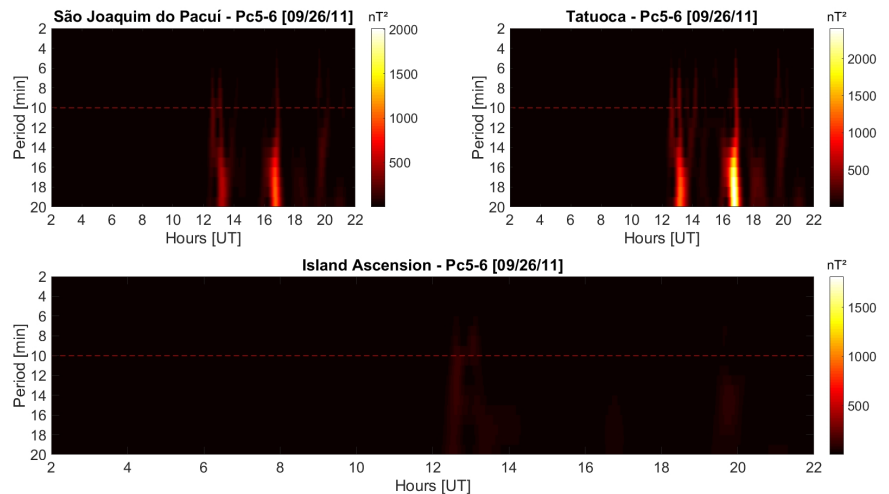 São Joaquim do Pacuí - Pc5-6 [09/26/11]
nT²
Period [min]
2
4
6
8
10
12
14
16
18
20
2 4 6 8 10 12 14 16 18 20 22
Hours [UT]
2000
1500
1000
500
Tatuoca - Pc5-6 [09/26/11]
nT²
Period [min]
2
4
6
8
10
12
14
16
18
20
2 4 6 8 10 12 14 16 18 20 22
Hours [UT]
2000
1500
1000
500
Island Ascension - Pc5-6 [09/26/11]
nT²
Period [min]
2
4
6
8
10
12
14
16
18
20
2 4 6 8 10 12 14 16 18 20 22
Hours [UT]
1500
1000
500